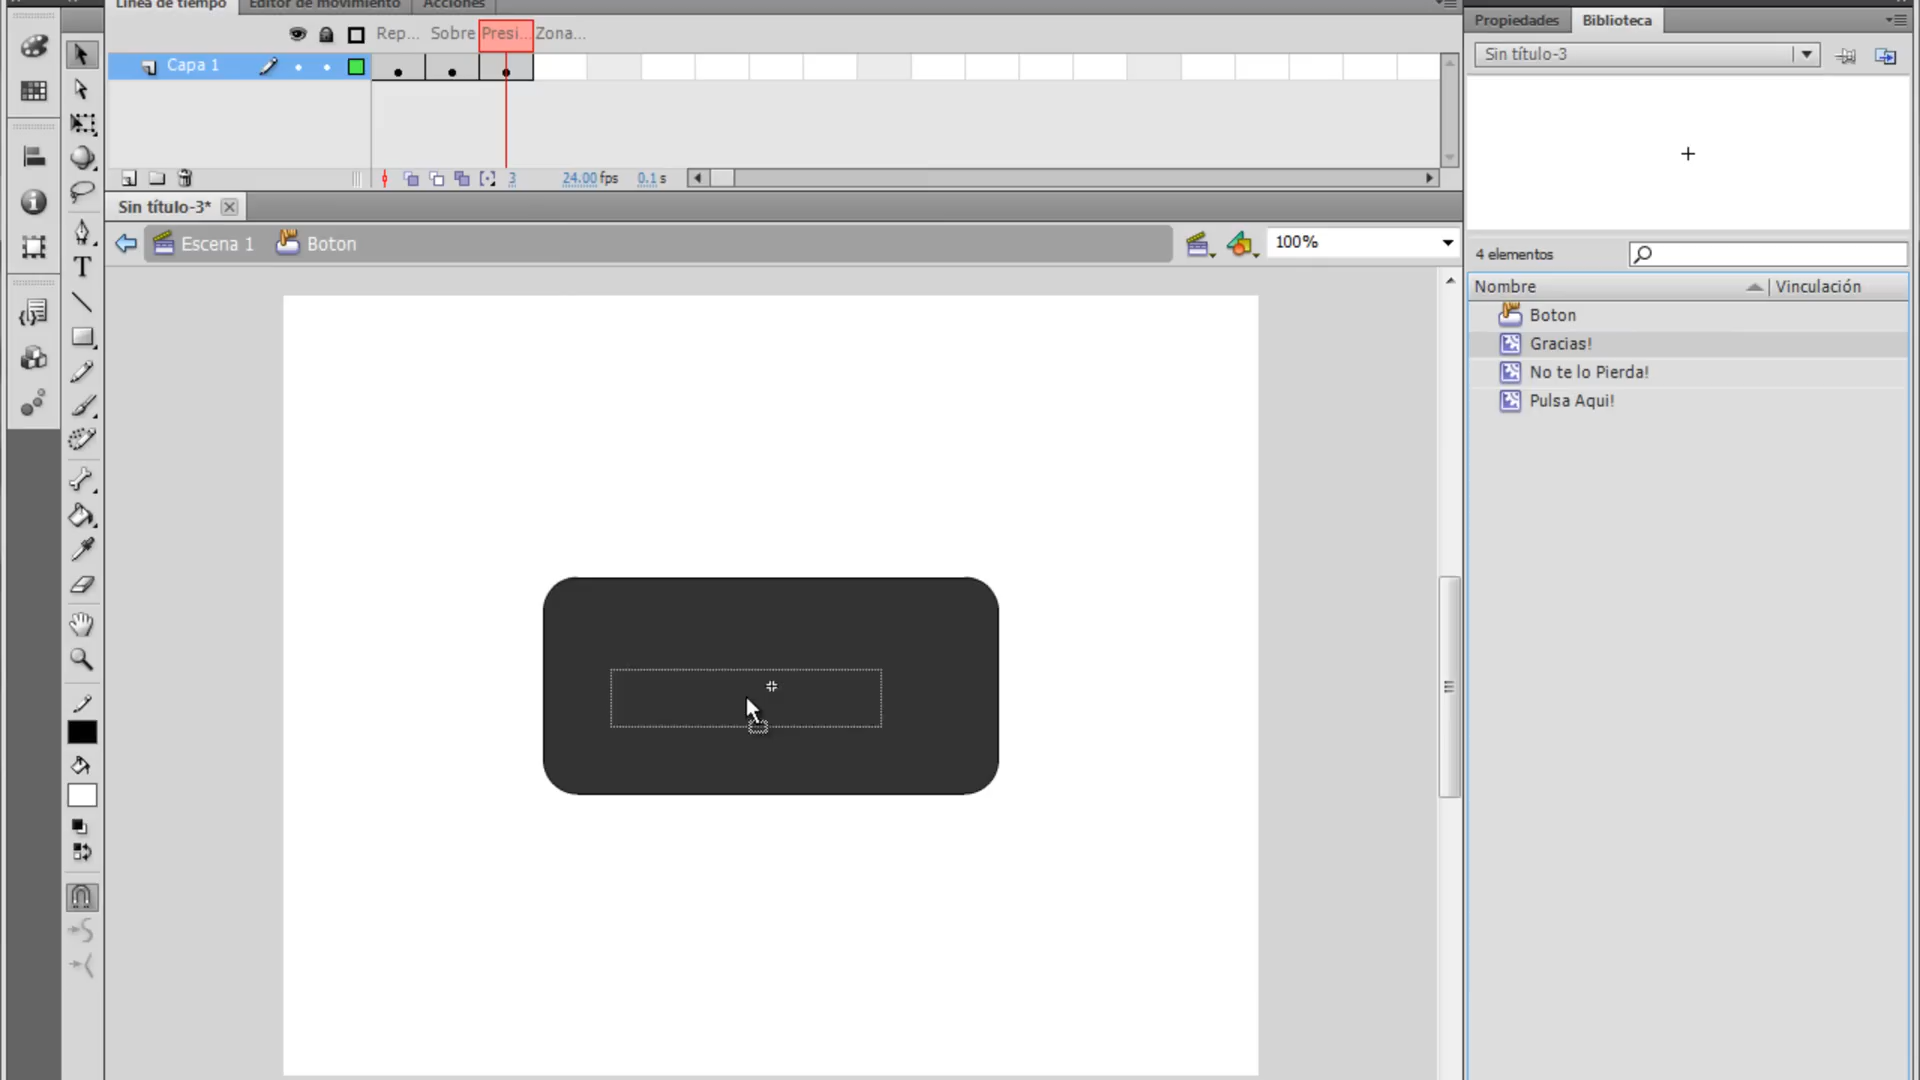 Línea de tiempo Editor de movimiento Acciones
Rep... Sobre Presi... Zona...
Capa 1
3 24.00 fps 0.1 s
Sin título-3*
Escena 1 Boton 100%
T
Propiedades Biblioteca
Sin título-3
4 elementos
Nombre Vinculación
Boton
Gracias!
No te lo Pierda!
Pulsa Aqui!